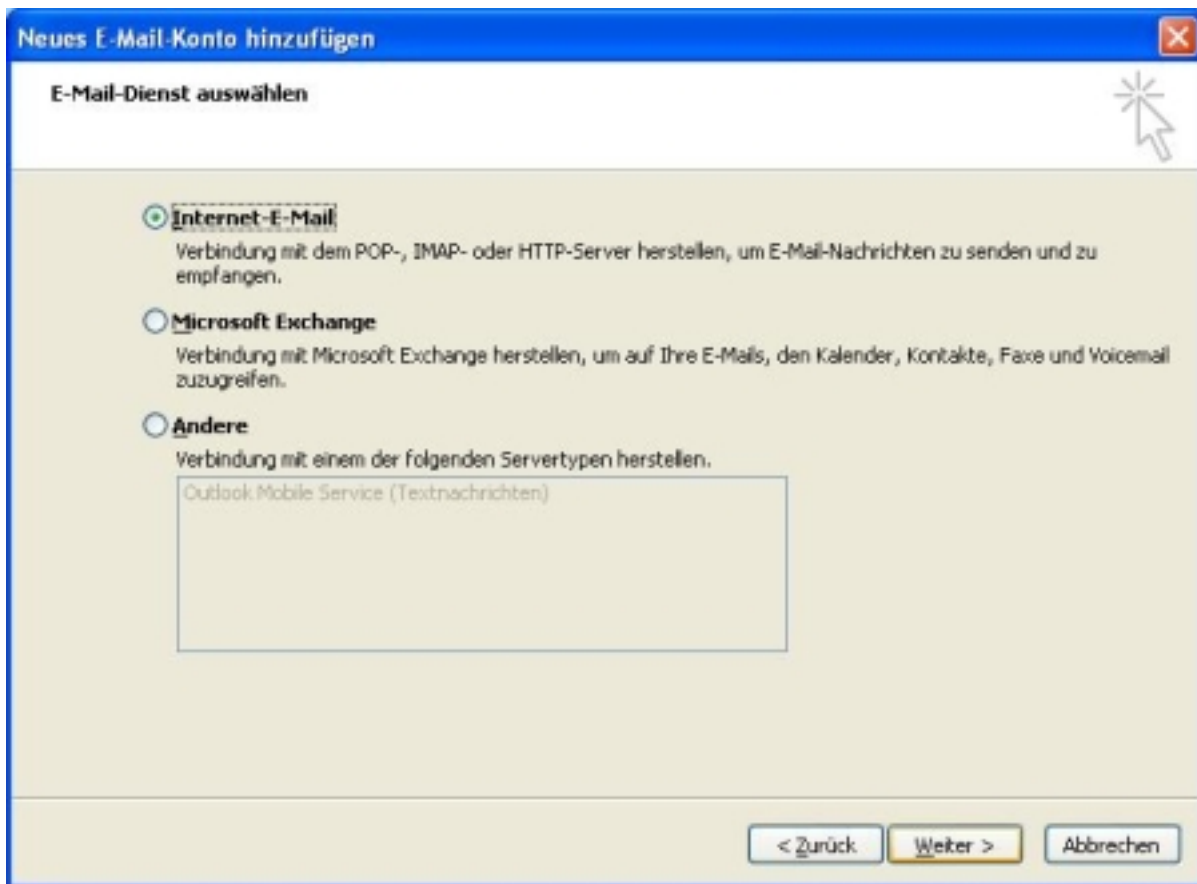 Neues E-Mail-Konto hinzufügen
E-Mail-Dienst auswählen
Internet-E-Mail
Verbindung mit dem POP-, IMAP- oder HTTP-Server herstellen, um E-Mail-Nachrichten zu senden und zu
empfangen.
Microsoft Exchange
Verbindung mit Microsoft Exchange herstellen, um auf Ihre E-Mails, den Kalender, Kontakte, Faxe und Voicemail
zuzugreifen.
Andere
Verbindung mit einem der folgenden Servertypen herstellen.
Outlook Mobile Service (Textnachrichten)
< Zurück Weiter > Abbrechen